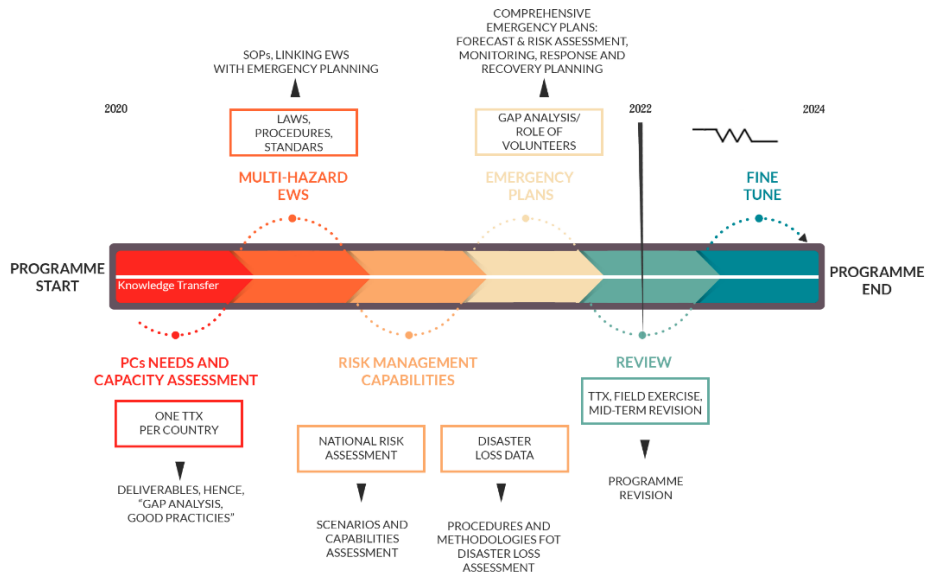 COMPREHENSIVE
EMERGENCY PLANS:
FORECAST & RISK ASSESSMENT,
MONITORING, RESPONSE AND
RECOVERY PLANNING
SOPs, LINKING EWS
WITH EMERGENCY PLANNING
2020
2022
2024
LAWS,
PROCEDURES,
STANDARS
GAP ANALYSIS/
ROLE OF
VOLUNTEERS
MULTI-HAZARD
EWS
EMERGENCY
PLANS
FINE
TUNE
PROGRAMME
START
Knowledge Transfer
PROGRAMME
END
PCs NEEDS AND
CAPACITY ASSESSMENT
RISK MANAGEMENT
CAPABILITIES
REVIEW
ONE TTX
PER COUNTRY
TTX, FIELD EXERCISE,
MID-TERM REVISION
NATIONAL RISK
ASSESSMENT
DISASTER
LOSS DATA
DELIVERABLES, HENCE,
“GAP ANALYSIS,
GOOD PRACTICIES”
PROGRAMME
REVISION
SCENARIOS AND
CAPABILITIES
ASSESSMENT
PROCEDURES AND
METHODOLOGIES FOT
DISASTER LOSS
ASSESSMENT